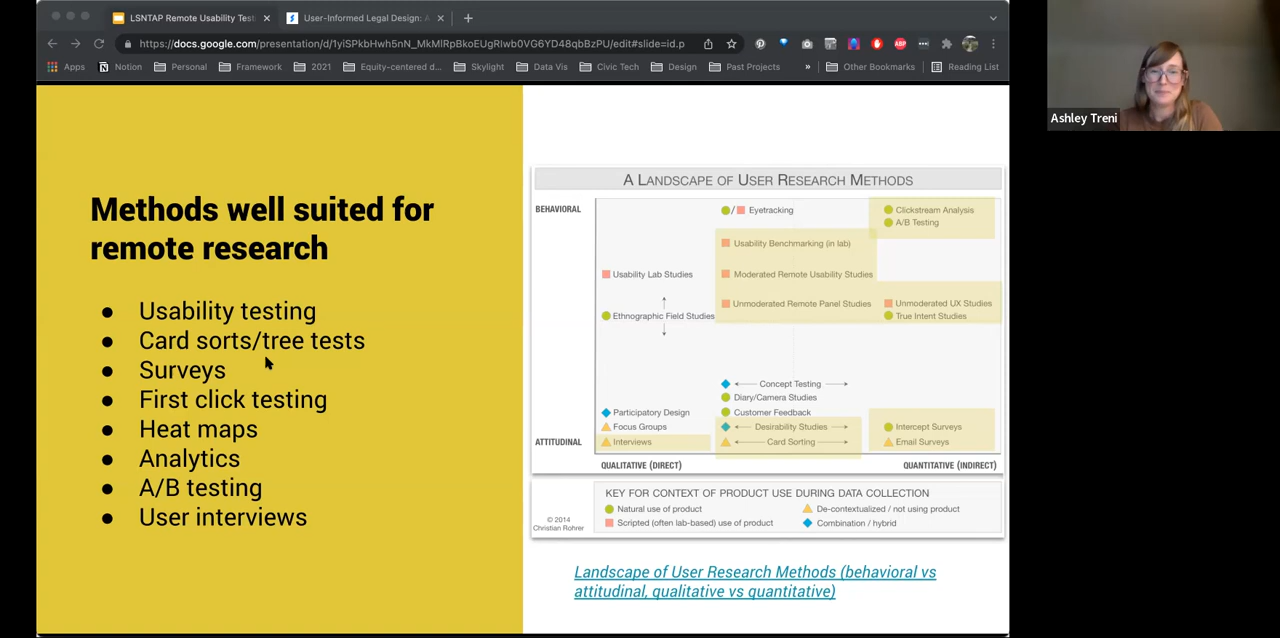 LSNTAP Remote Usability Test
User-Informed Legal Design: A
https://docs.google.com/presentation/d/1yiSPkbHwh5nN_MkMlRpBkoEUgRIwb0VG6YD48qbBzPU/edit#slide=id.p
Apps Notion Personal Framework 2021 Equity-centered d... Skylight Data Vis Civic Tech Design Past Projects » Other Bookmarks Reading List
Ashley Treni
Methods well suited for
remote research
● Usability testing
● Card sorts/tree tests
● Surveys
● First click testing
● Heat maps
● Analytics
● A/B testing
● User interviews
A LANDSCAPE OF USER RESEARCH METHODS
BEHAVIORAL
/ Eyetracking
Clickstream Analysis
A/B Testing
Usability Benchmarking (in lab)
Usability Lab Studies
Moderated Remote Usability Studies
Unmoderated Remote Panel Studies
Unmoderated UX Studies
Ethnographic Field Studies
True Intent Studies
Concept Testing
Diary/Camera Studies
Participatory Design
Customer Feedback
Focus Groups
Desirability Studies
Intercept Surveys
ATTITUDINAL
Interviews
Card Sorting
Email Surveys
QUALITATIVE (DIRECT)
QUANTITATIVE (INDIRECT)
KEY FOR CONTEXT OF PRODUCT USE DURING DATA COLLECTION
Natural use of product
De-contextualized / not using product
Scripted (often lab-based) use of product
Combination / hybrid
© 2014
Christian Rohrer
Landscape of User Research Methods (behavioral vs
attitudinal, qualitative vs quantitative)